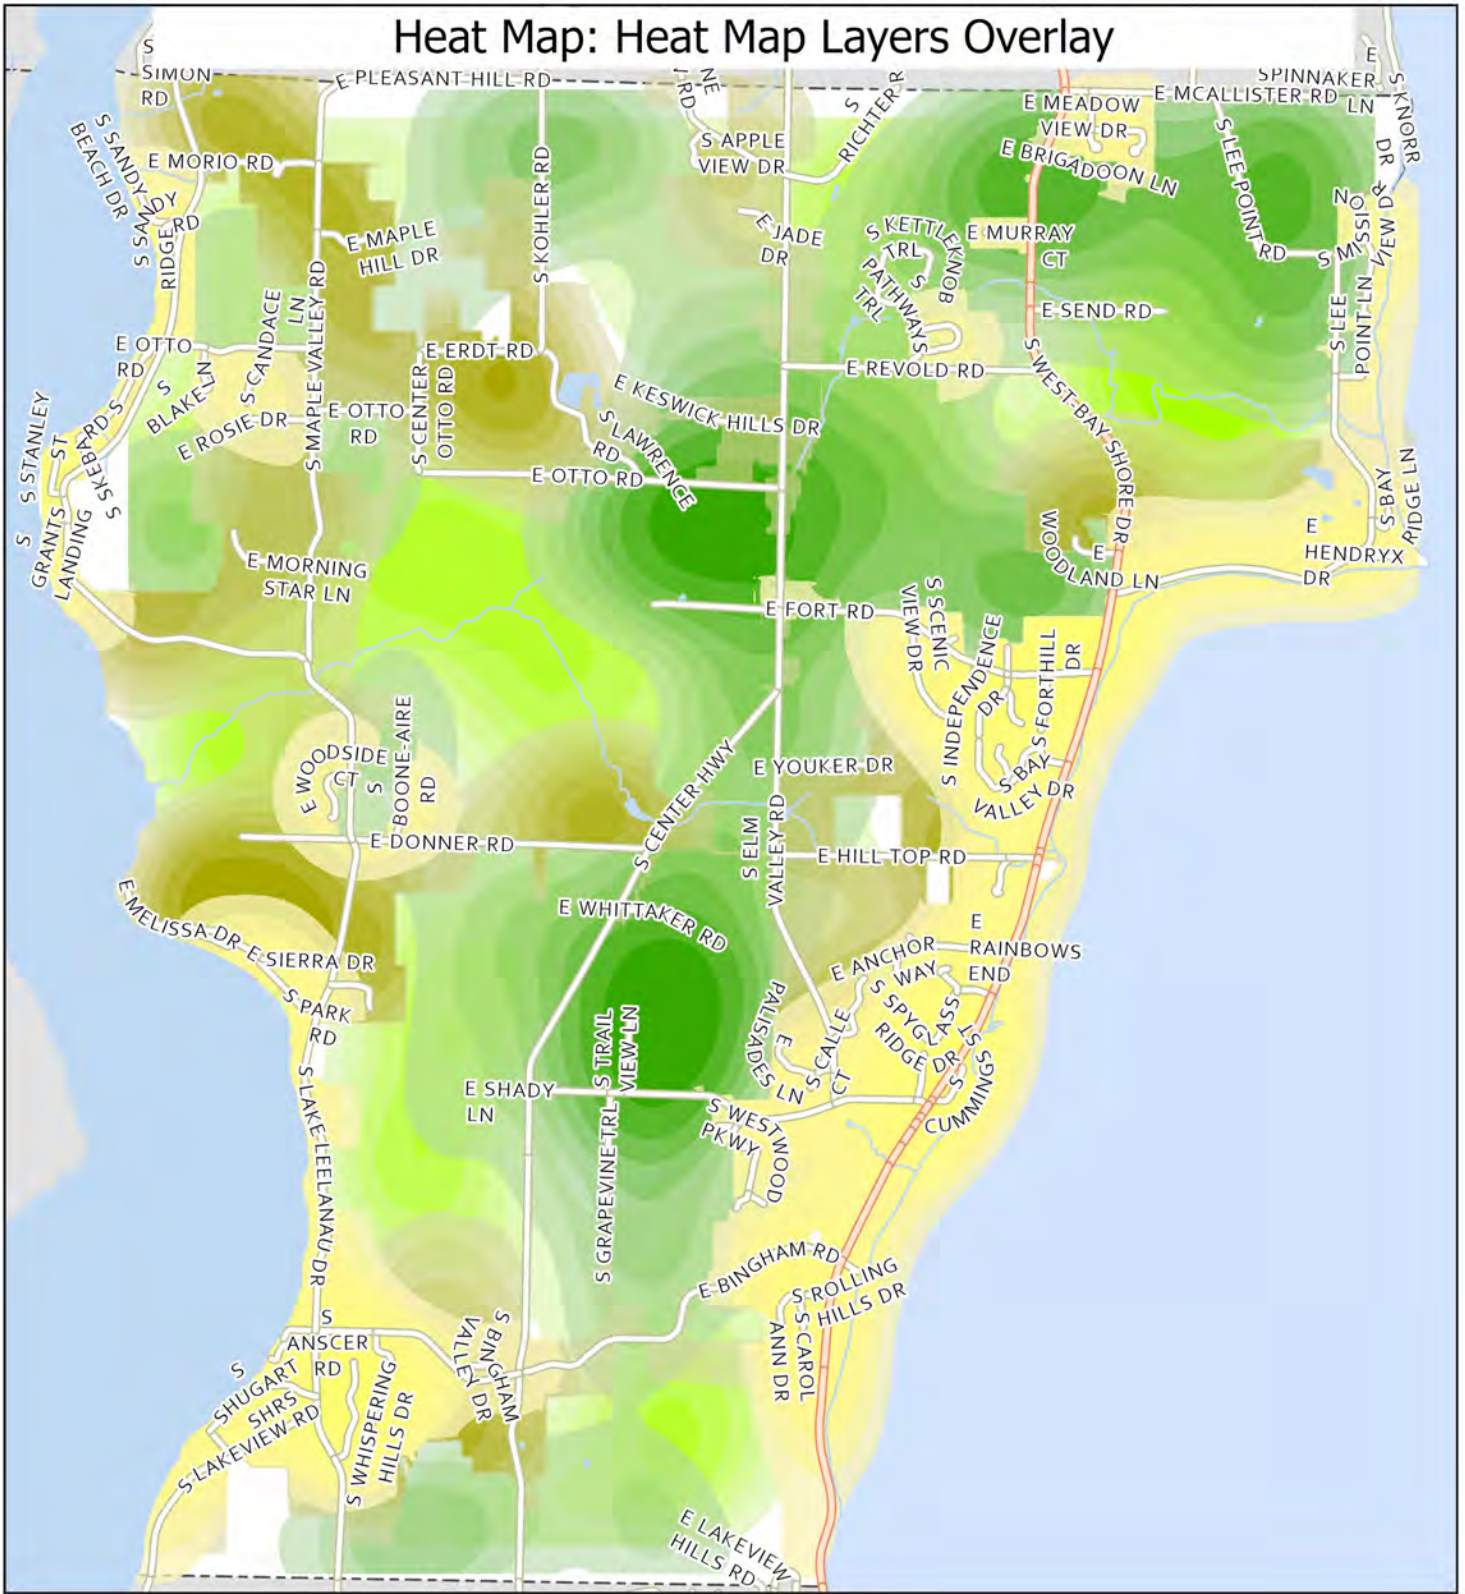 Heat Map: Heat Map Layers Overlay
S
SIMON
RD
E PLEASANT HILL RD
RD
NE
S
RICHTER R
E
SPINNAKER
LN
E MCALLISTER RD
S KNORR
DR
E MEADOW
VIEW DR
E BRIGADOON LN
S LEE POINT
RD
S SANDY
BEACH DR
E MORIO RD
S APPLE
VIEW DR
S KOHLER RD
S SANDY
RIDGE
RD
E MAPLE
HILL DR
E JADE
DR
S KETTLE
TRL
S
KNOB
PATHWAYS
TRL
E MURRAY
CT
NO
S MISSIO
VIEW DR
E SEND RD
S LEE
POINT LN
S CANDACE
LN
S MAPLE VALLEY RD
E OTTO
RD
S
BLAKE LN
E ERDT RD
S CENTER
OTTO RD
E REVOLD RD
E KESWICK HILLS DR
S WEST-BAY SHORE DR
E ROSIE DR
E OTTO
RD
S LAWRENCE
RD
E OTTO RD
S STANLEY
ST
S SKEBA RD S
S
S
GRANTS
LANDING
S BAY
RIDGE LN
E MORNING
STAR LN
E
WOODLAND LN
E
HENDRYX
DR
E FORT RD
S SCENIC
VIEW DR
S INDEPENDENCE
DR
S FORTHILL
DR
S BAY
VALLEY DR
E WOODSIDE
CT
S
BOONE-AIRE
RD
S CENTER HWY
E YOUKER DR
S ELM
VALLEY RD
E DONNER RD
E HILL TOP RD
E WHITTAKER RD
E MELISSA DR
E SIERRA DR
S PARK
RD
E
RAINBOWS
END
E ANCHOR
WAY
S SPYGLASS
RIDGE DR
PALISADES LN
E
S CALLE
CT
S TRAIL
VIEW LN
E SHADY
LN
S
CUMMINGS ST
S WESTWOOD
PKWY
S LAKE LEELANAU DR
S GRAPEVINE TRL
E BINGHAM RD
S ROLLING
HILLS DR
S CAROL
ANN DR
S
ANSCER
RD
S BINGHAM
VALLEY DR
S
SHUGART
SHRS
S LAKEVIEW RD
S WHISPERING
HILLS DR
E LAKEVIEW
HILLS RD